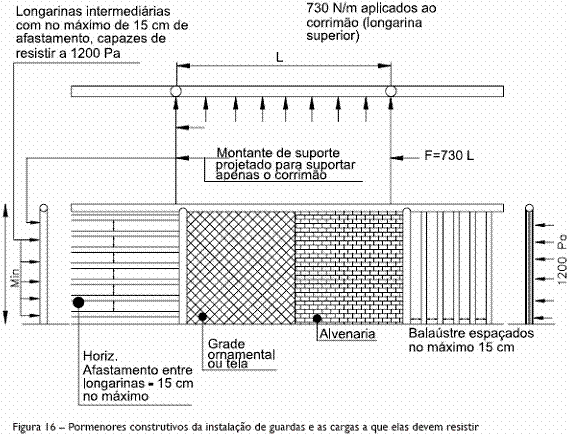 Longarinas intermediárias
com no máximo de 15 cm de
afastamento, capazes de
resistir a 1200 Pa
730 N/m aplicados ao
corrimão (longarina
superior)
L
Montante de suporte
projetado para suportar
apenas o corrimão
F=730 L
Min
1200 Pa
Horiz.
Afastamento entre
longarinas - 15 cm
no máximo
Grade
ornamental
ou tela
Alvenaria
Balaústre espaçados
no máximo 15 cm
Figura 16 – Pormenores construtivos da instalação de guardas e as cargas a que elas devem resistir